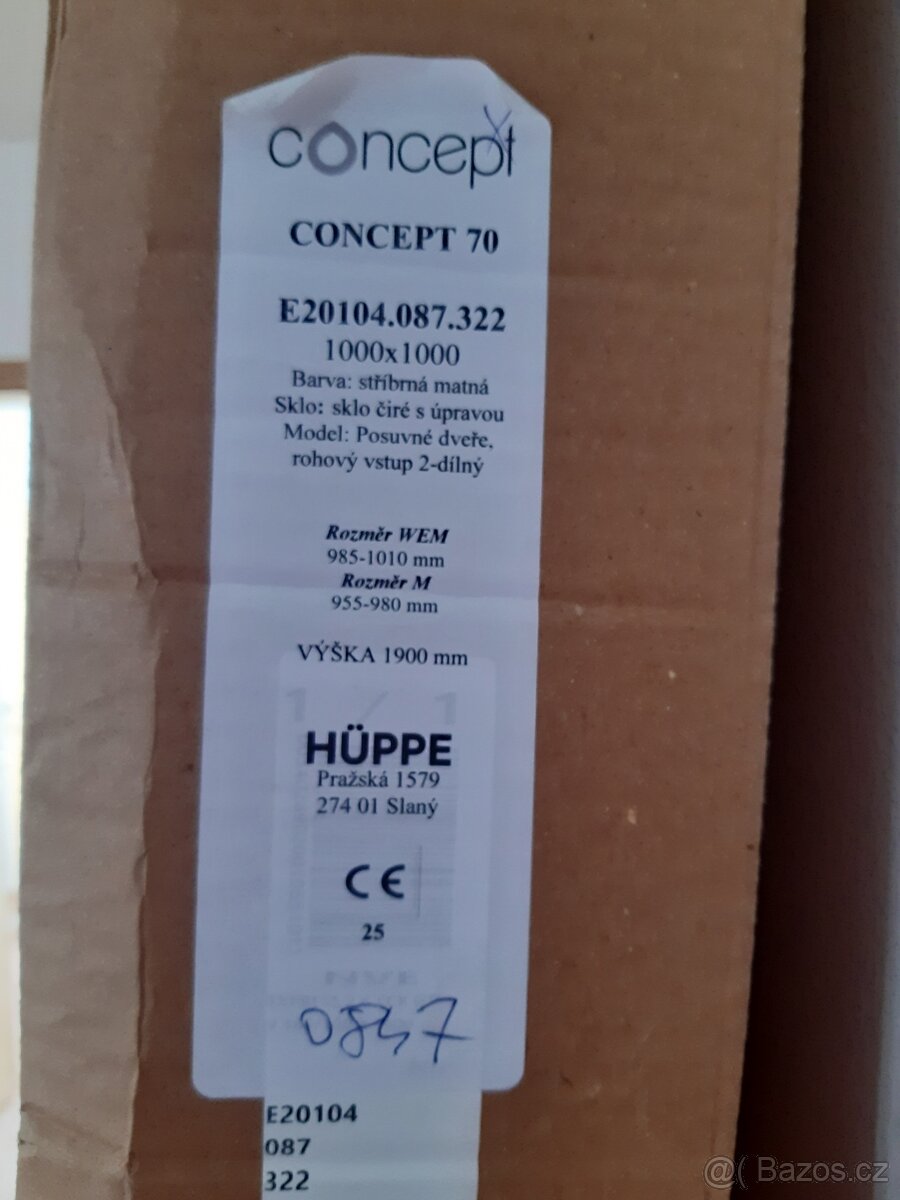 concept
CONCEPT 70
E20104.087.322
1000x1000
Barva: stříbrná matná
Sklo: sklo čiré s úpravou
Model: Posuvné dveře,
rohový vstup 2-dílný
Rozměr WEM
985-1010 mm
Rozměr M
955-980 mm
VÝŠKA 1900 mm
1 / 1
HÜPPE
Pražská 1579
274 01 Slaný
CE
25
0847
E20104
087
322
@( Bazos.cz